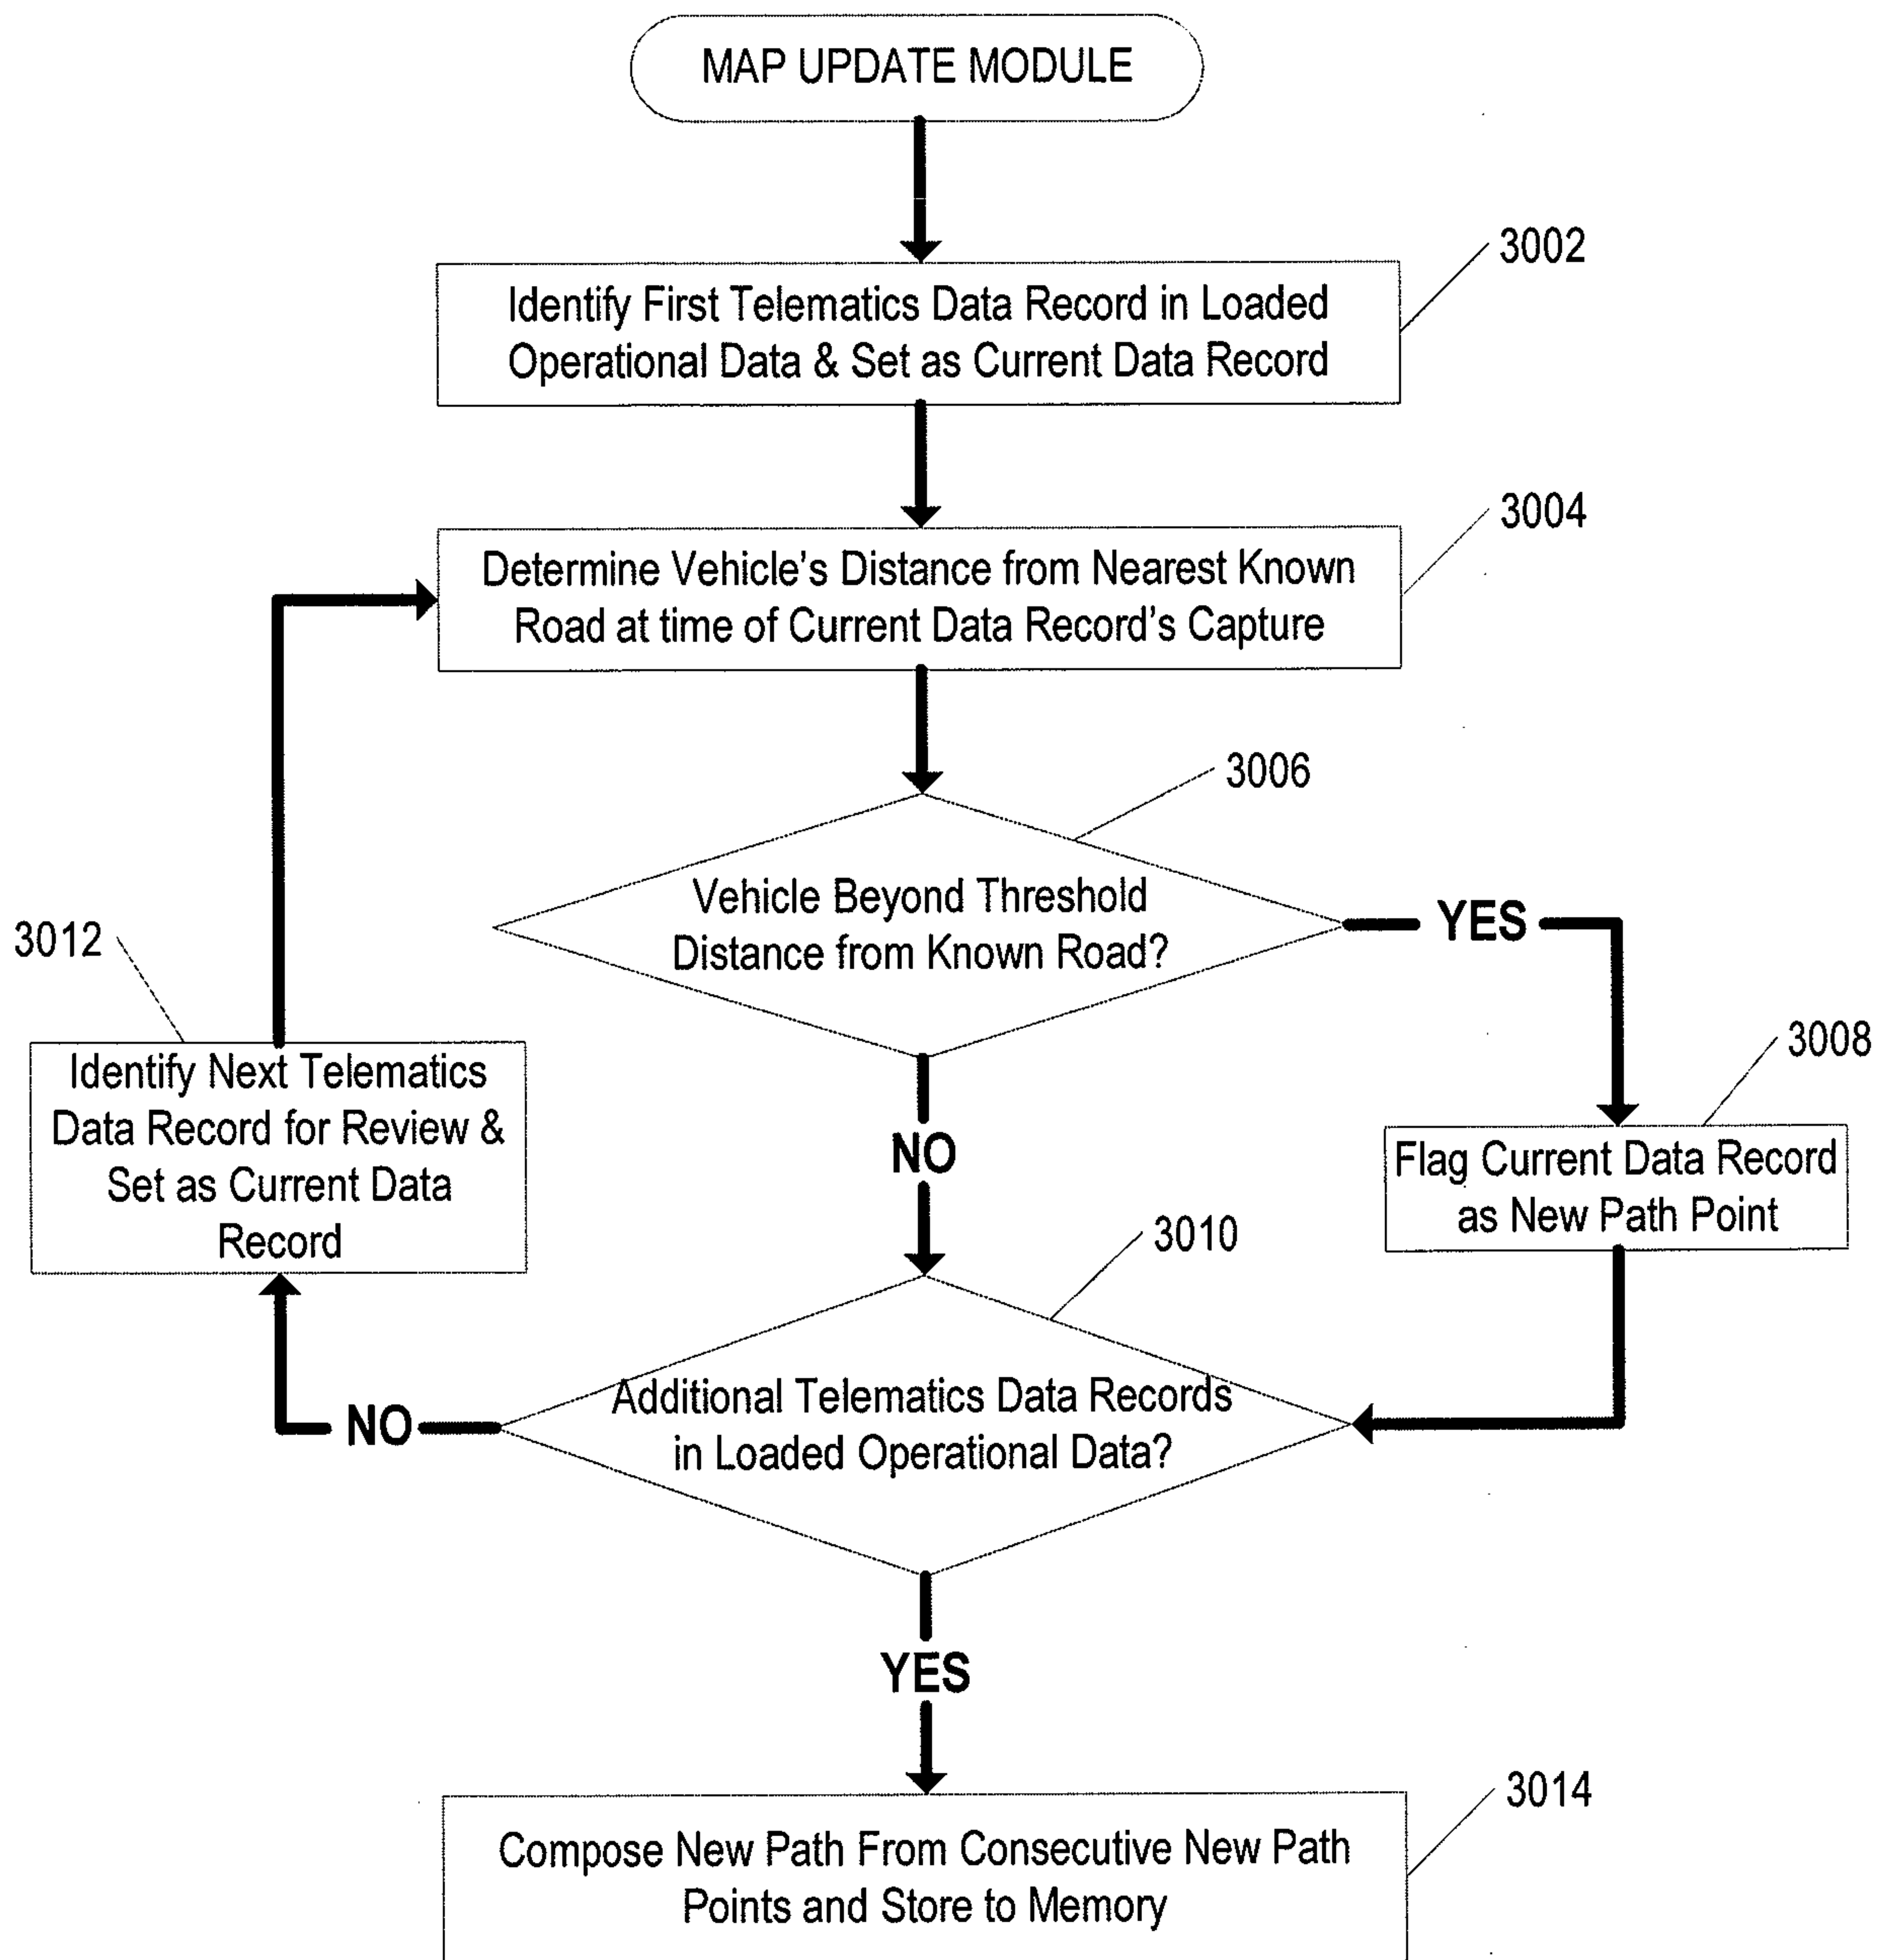 MAP UPDATE MODULE
3002
Identify First Telematics Data Record in Loaded
Operational Data & Set as Current Data Record
3004
Determine Vehicle's Distance from Nearest Known
Road at time of Current Data Record's Capture
3006
Vehicle Beyond Threshold
Distance from Known Road?
YES
3012
Identify Next Telematics
Data Record for Review &
Set as Current Data
Record
NO
3008
Flag Current Data Record
as New Path Point
3010
Additional Telematics Data Records
in Loaded Operational Data?
NO
YES
3014
Compose New Path From Consecutive New Path
Points and Store to Memory